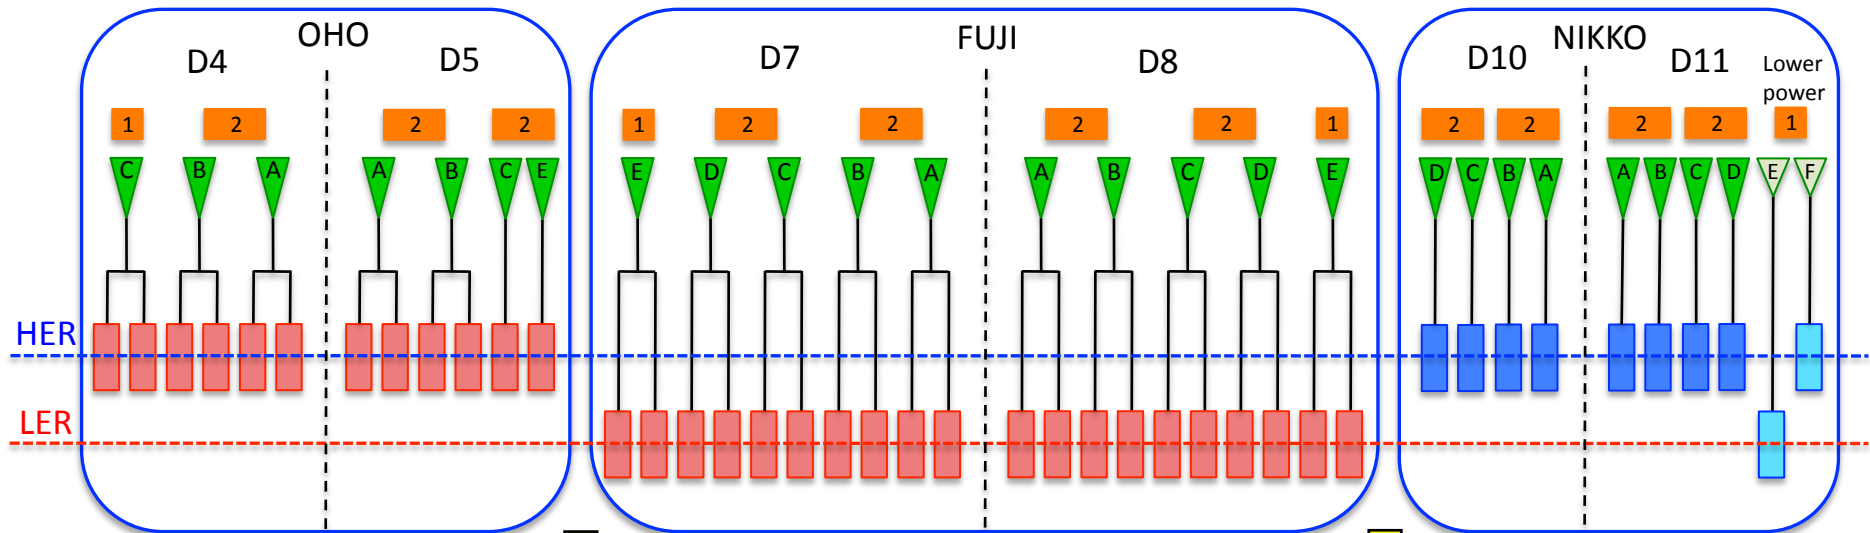 OHO FUJI NIKKO
D4 D5 D7 D8 D10 D11 Lower
power
1 2 2 2 1 2 2 2 2 1 2 2 2 2 1
C B A A B C E E D C B A A B C D E D C B A A B C D E F
HER
LER